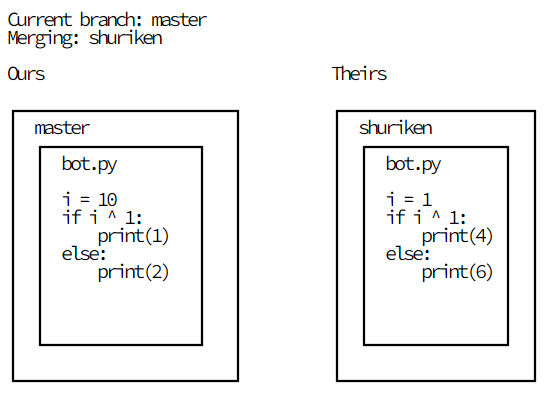 Current branch: master
Merging: shuriken
Ours
master
bot.py
i = 10
if i ^ 1:
    print(1)
else:
    print(2)
Theirs
shuriken
bot.py
i = 1
if i ^ 1:
    print(4)
else:
    print(6)